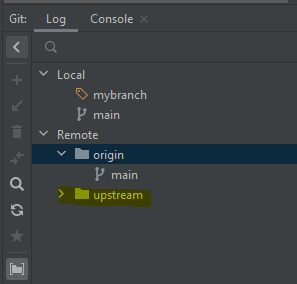 Git: Log Console
Local
mybranch
main
Remote
origin
main
upstream